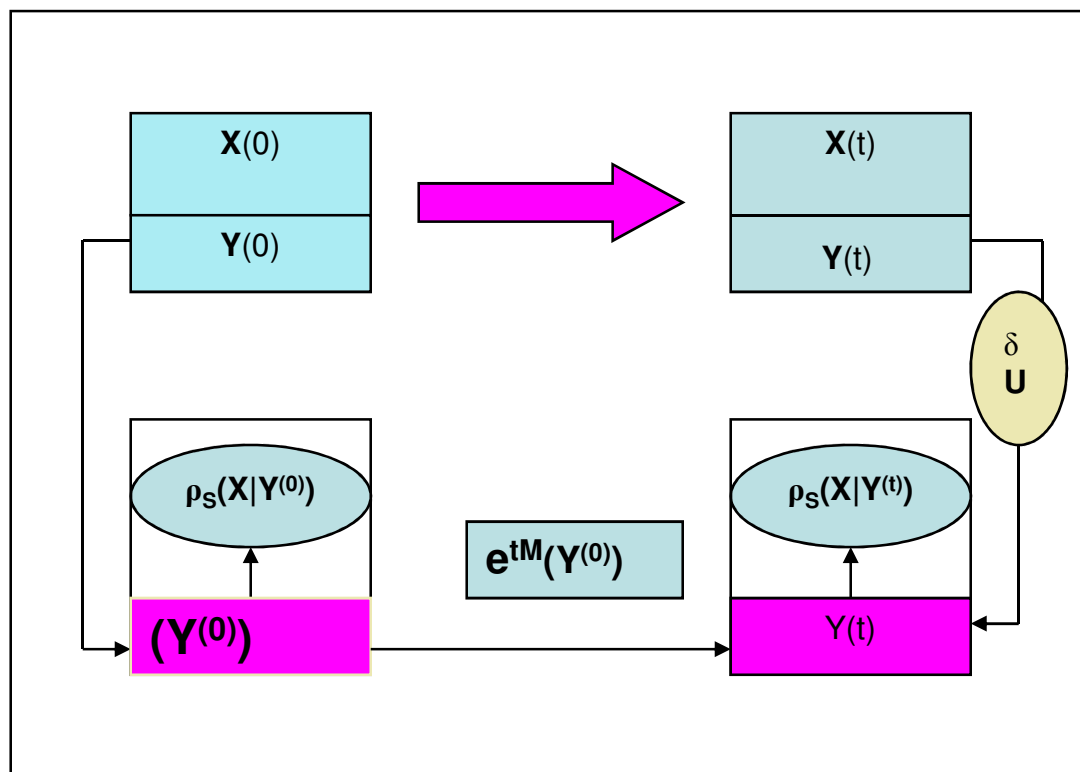 X(0)
X(t)
Y(0)
Y(t)
δ
U
ρS(X|Y(0))
ρS(X|Y(t))
etM(Y(0))
(Y(0))
Y(t)